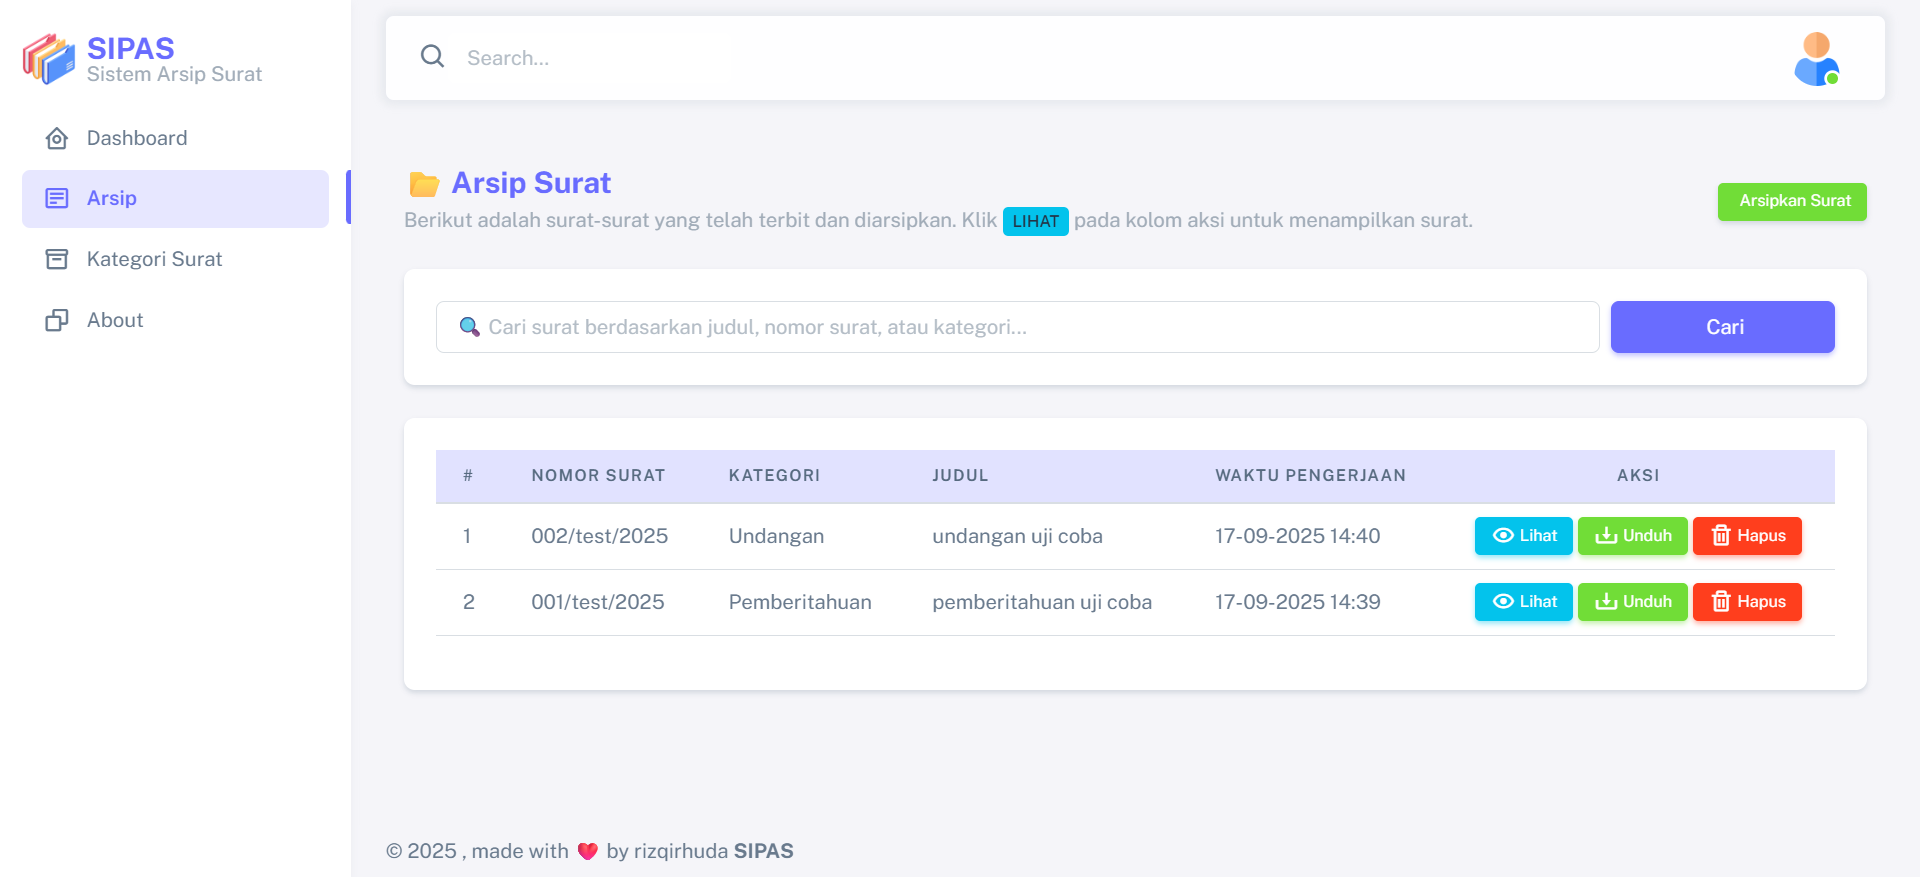 SIPAS
Sistem Arsip Surat
Dashboard
Arsip
Kategori Surat
About
Search...
Arsip Surat
Berikut adalah surat-surat yang telah terbit dan diarsipkan. Klik LIHAT pada kolom aksi untuk menampilkan surat.
Arsipkan Surat
Cari surat berdasarkan judul, nomor surat, atau kategori...
Cari
# NOMOR SURAT KATEGORI JUDUL WAKTU PENGERJAAN AKSI
1 002/test/2025 Undangan undangan uji coba 17-09-2025 14:40 Lihat Unduh Hapus
2 001/test/2025 Pemberitahuan pemberitahuan uji coba 17-09-2025 14:39 Lihat Unduh Hapus
© 2025 , made with ❤️ by rizqirhuda SIPAS